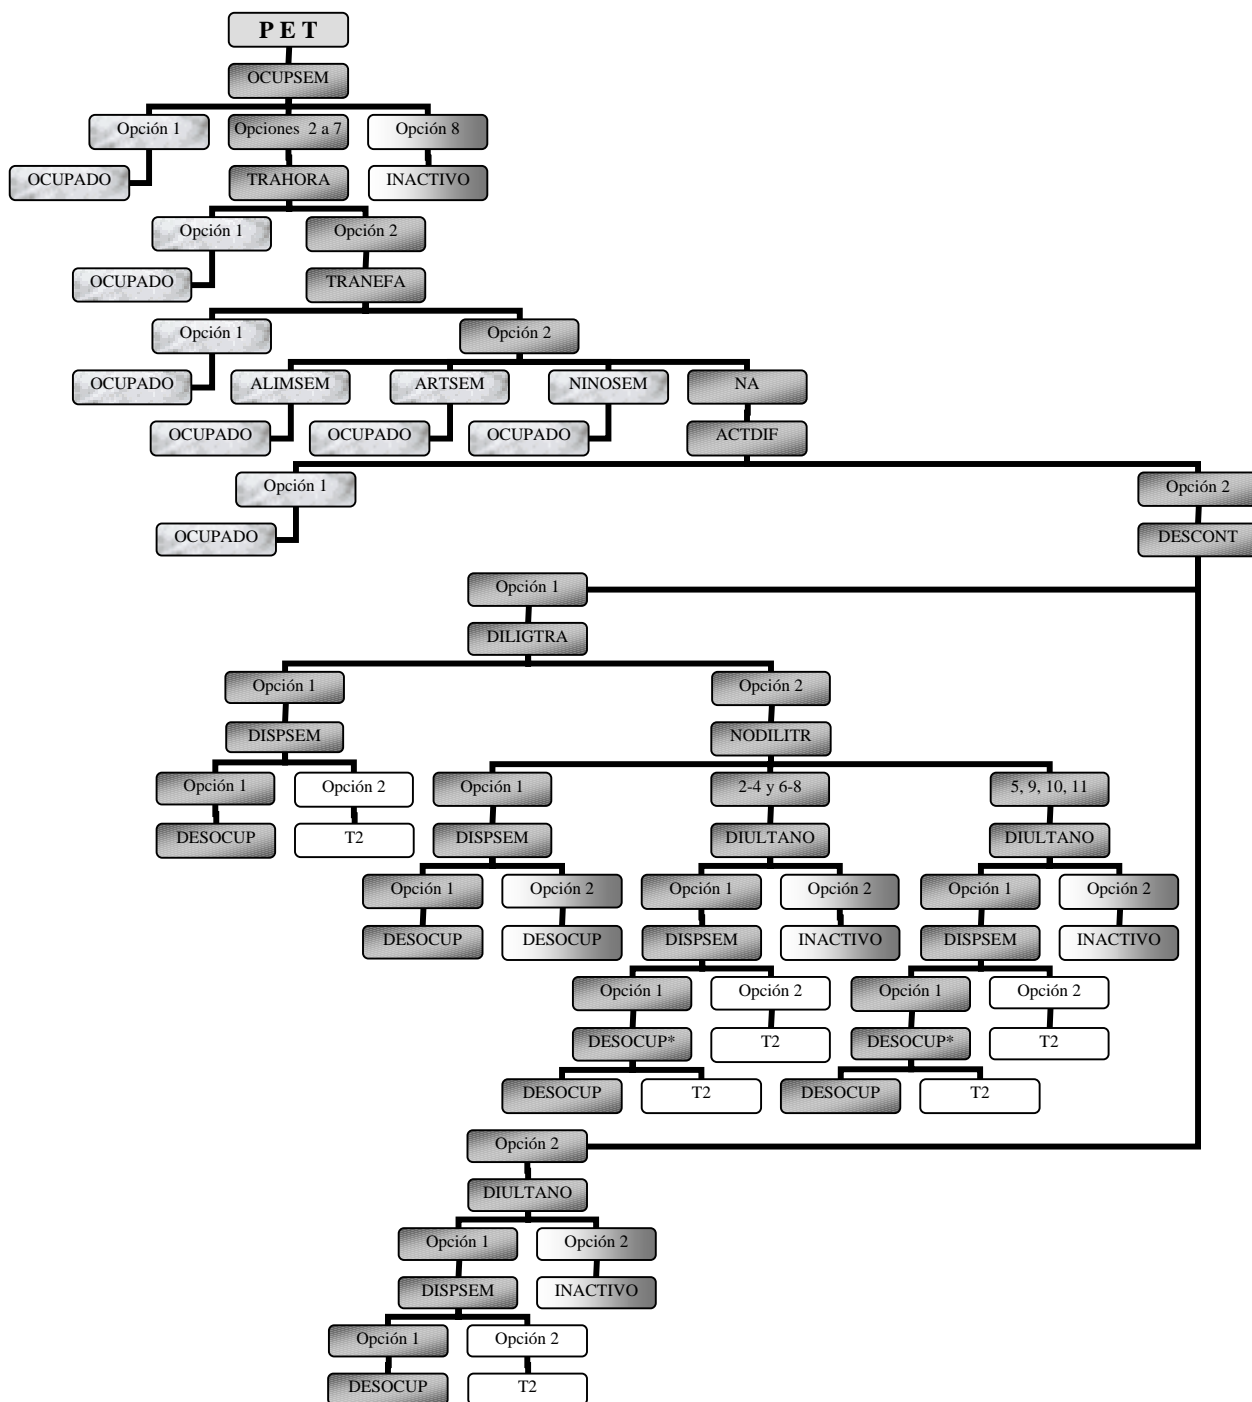 P E T
OCUPSEM
Opción 1
Opciones 2 a 7
Opción 8
OCUPADO
TRAHORA
INACTIVO
Opción 1
Opción 2
OCUPADO
TRANEFA
Opción 1
Opción 2
OCUPADO
ALIMSEM
ARTSEM
NINOSEM
NA
OCUPADO
OCUPADO
OCUPADO
ACTDIF
Opción 1
Opción 2
OCUPADO
DESCONT
Opción 1
DILIGTRA
Opción 1
Opción 2
DISPSEM
NODILITR
Opción 1
Opción 2
Opción 1
2-4 y 6-8
5, 9, 10, 11
DESOCUP
T2
DISPSEM
DIULTANO
DIULTANO
Opción 1
Opción 2
Opción 1
Opción 2
Opción 1
Opción 2
DESOCUP
DESOCUP
DISPSEM
INACTIVO
DISPSEM
INACTIVO
Opción 1
Opción 2
Opción 1
Opción 2
DESOCUP*
T2
DESOCUP*
T2
DESOCUP
T2
DESOCUP
T2
Opción 2
DIULTANO
Opción 1
Opción 2
DISPSEM
INACTIVO
Opción 1
Opción 2
DESOCUP
T2